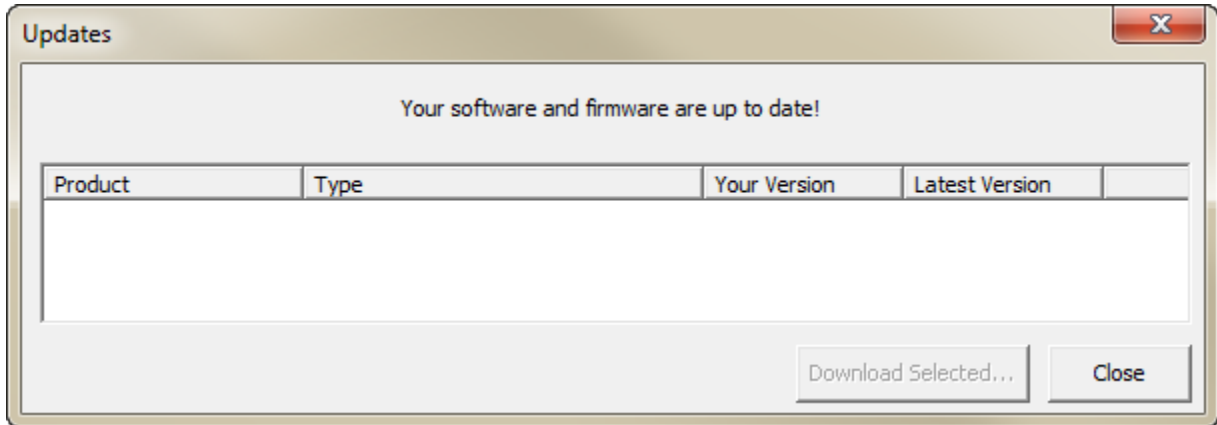 Updates
Your software and firmware are up to date!
Product Type Your Version Latest Version
Download Selected... Close